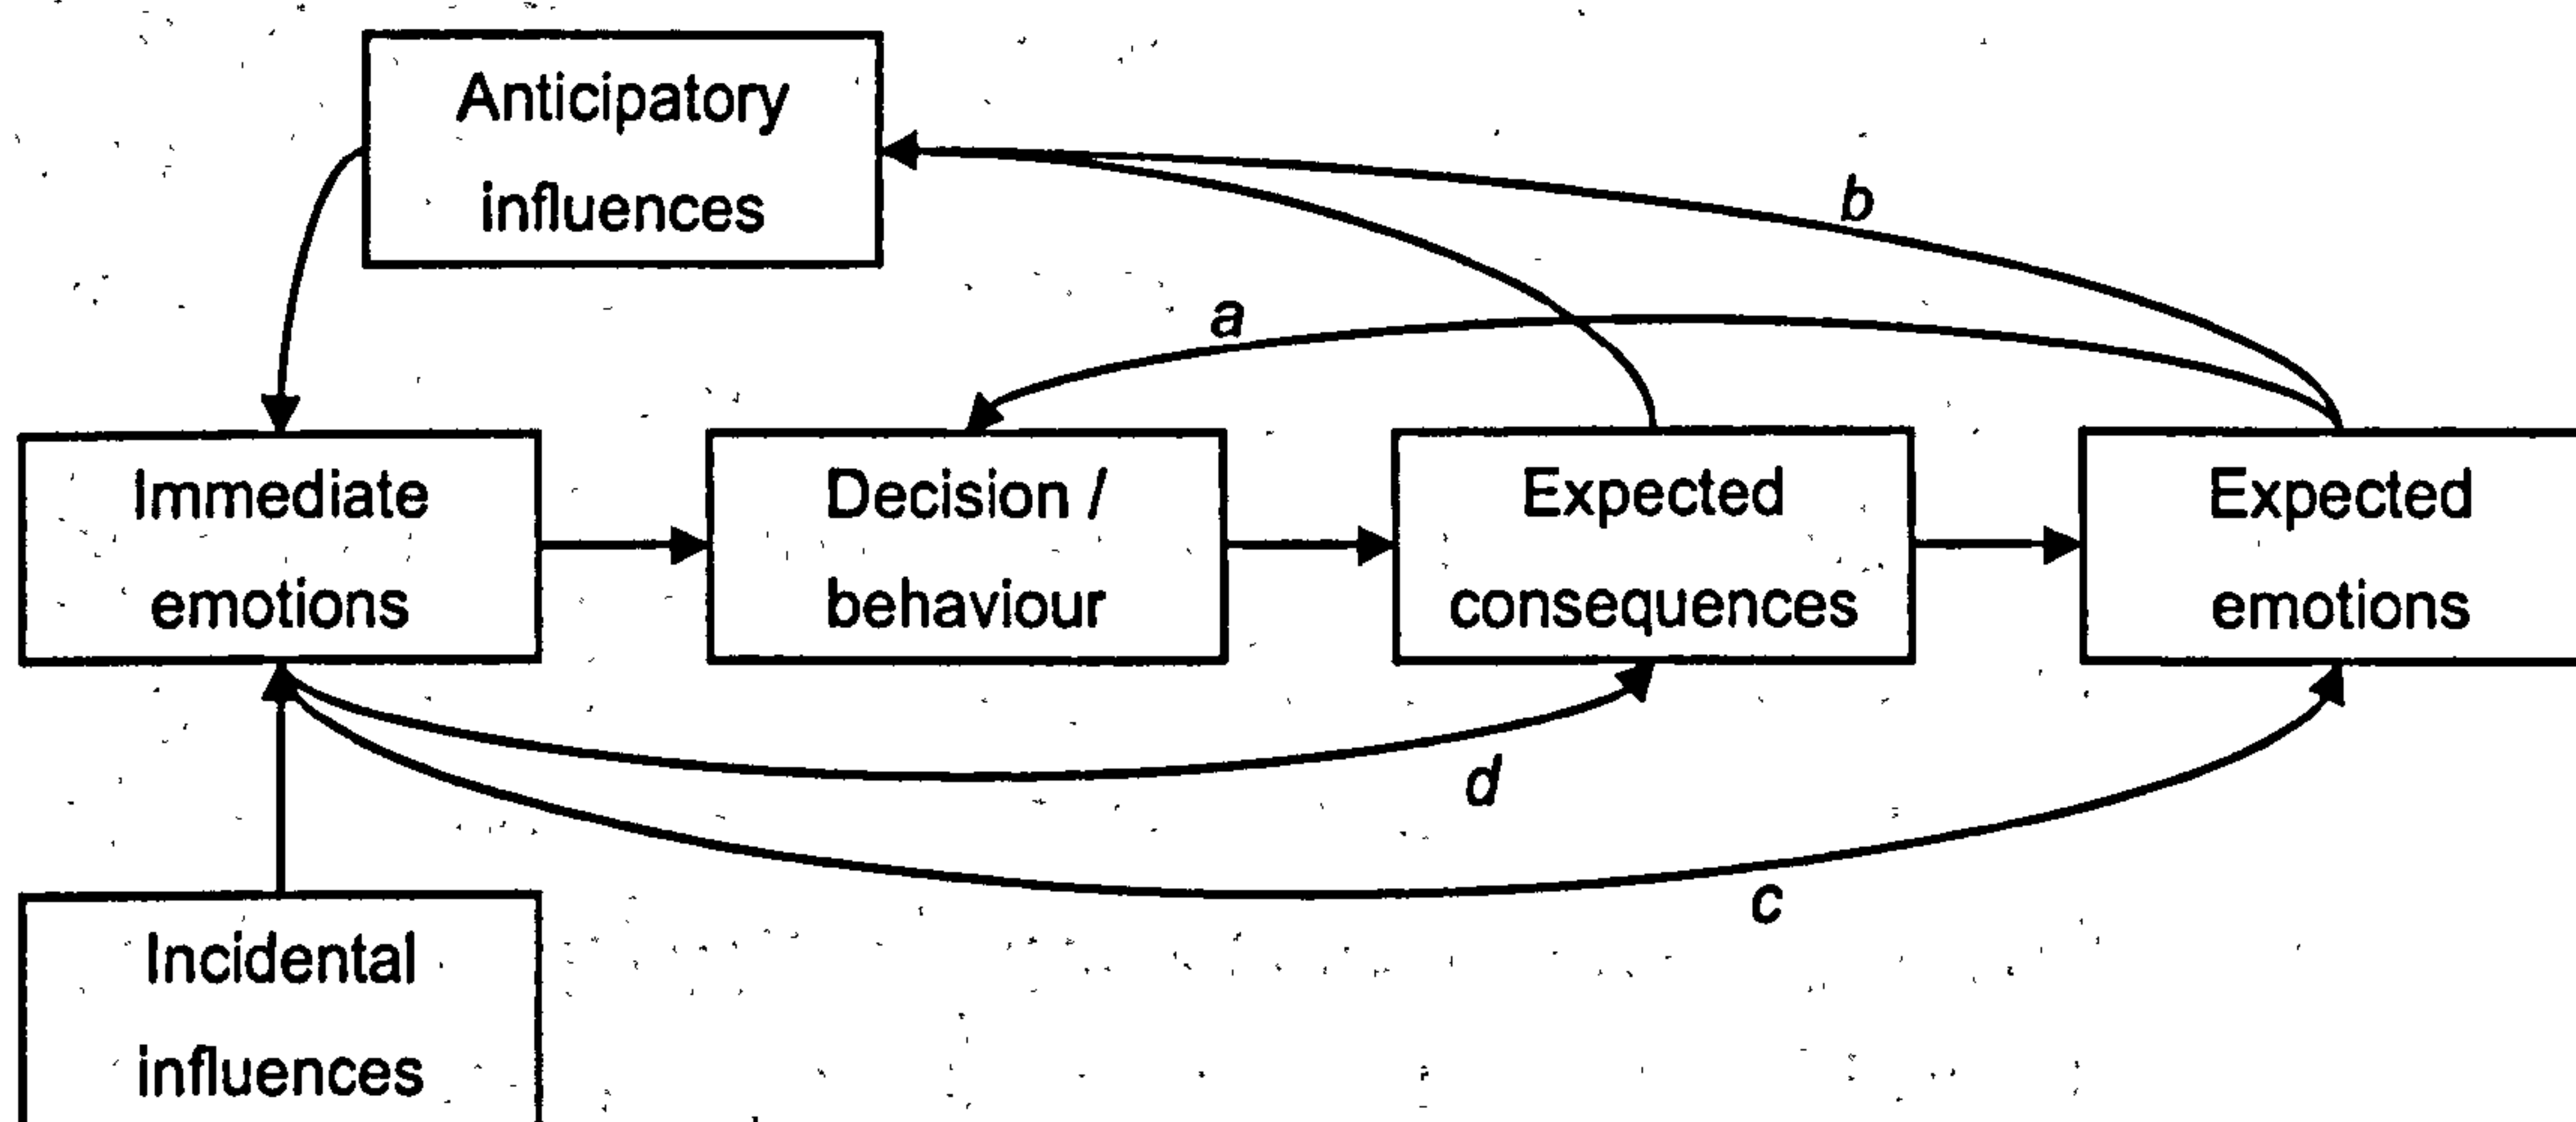 Anticipatory
influences
b
a
Immediate
emotions
Decision /
behaviour
Expected
consequences
Expected
emotions
d
c
Incidental
influences